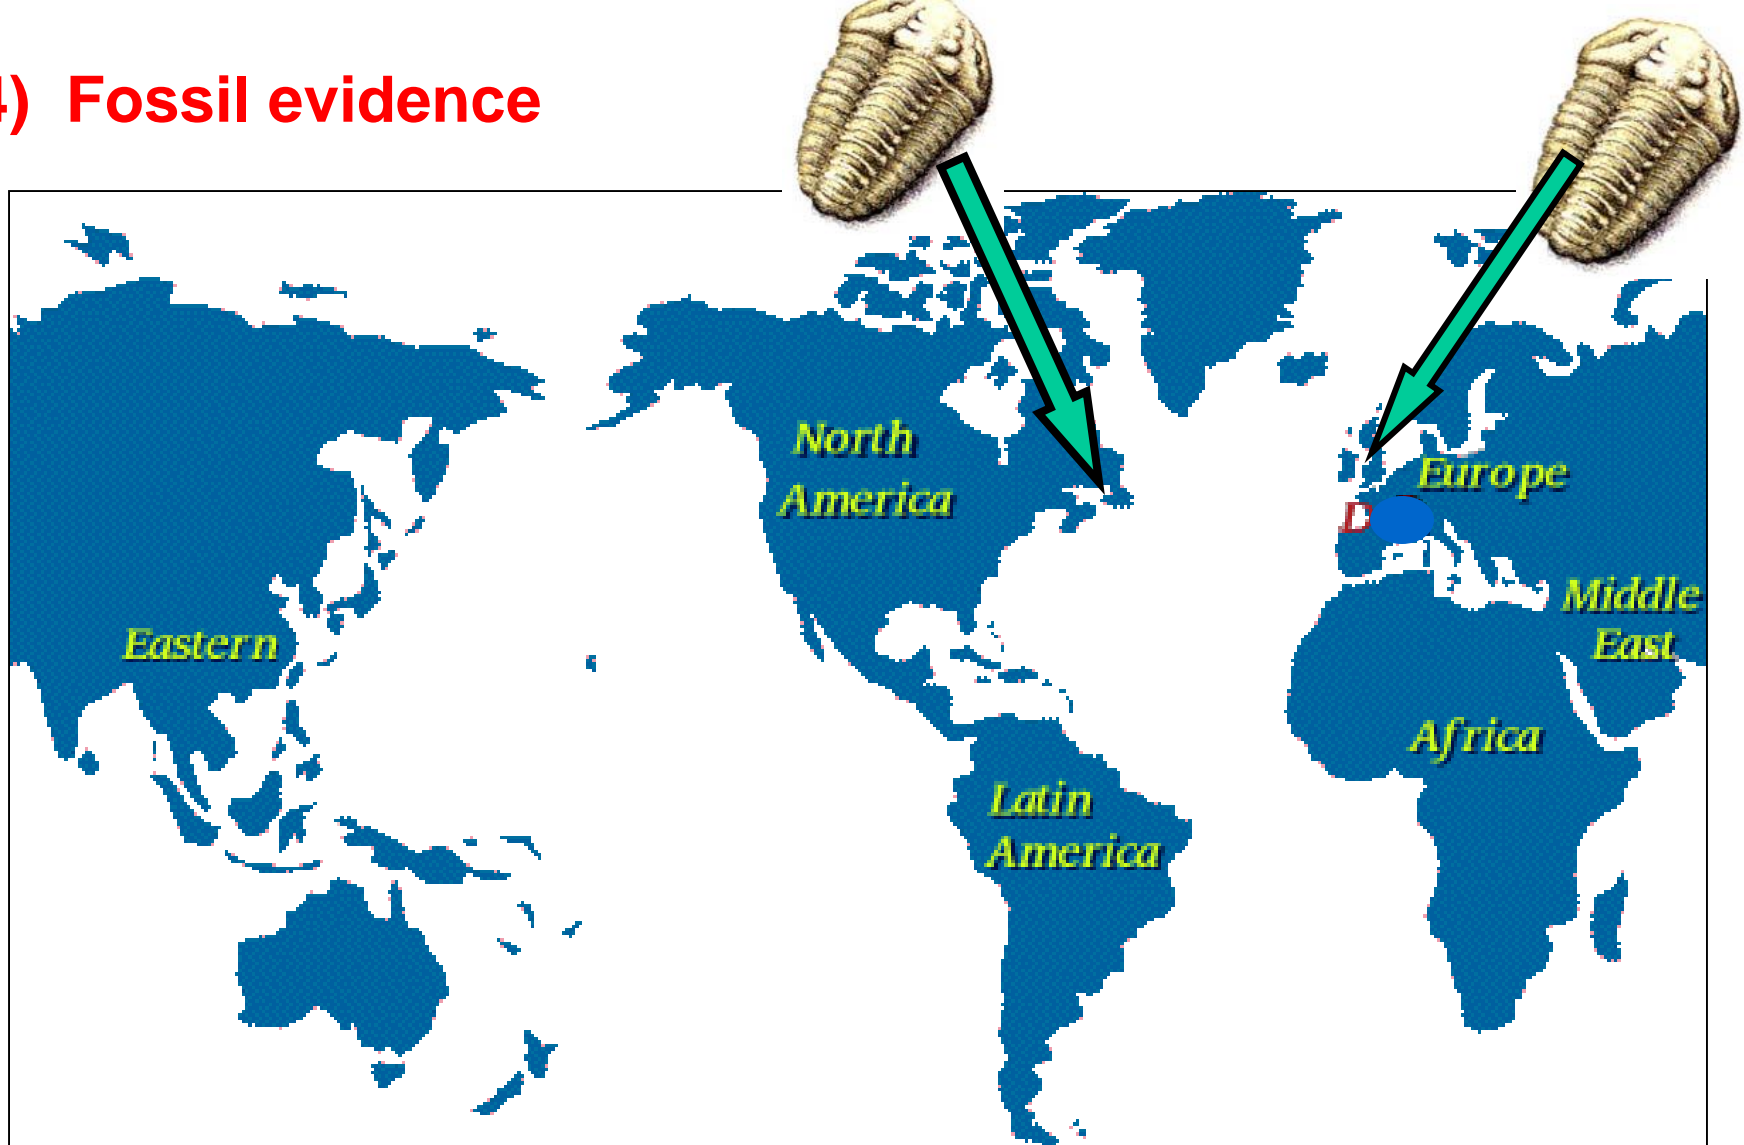 4) Fossil evidence
North
America
Europe
D
Middle
East
Eastern
Africa
Latin
America